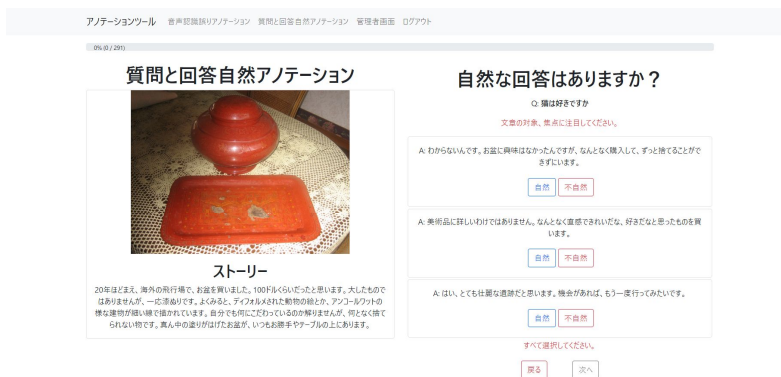 アノテーションツール 音声認識誤りアノテーション 質問と回答自然アノテーション 管理者画面 ログアウト
0% (0 / 291)
質問と回答自然アノテーション
ストーリー
20年ほどまえ、海外の飛行場で、お盆を買いました。100ドルくらいだったと思います。大したもので
はありませんが、一応漆ぬりです。よくみると、ディフォルメされた動物の絵とか、アンコールワットの
様な建物が細い線で描かれています。自分でも何にこだわっているのか解りませんが、何となく捨て
られない物です。真ん中の塗りがはげたお盆が、いつもお勝手やテーブルの上にあります。
自然な回答はありますか？
Q: 猫は好きですか
文章の対象、焦点に注目してください。
A: わからないんです。お盆に興味はなかったんですが、なんとなく購入して、ずっと捨てることがで
きずにいます。
自然 不自然
A: 美術品に詳しいわけではありません。なんとなく直感できれいだな、好きだなと思ったものを買
います。
自然 不自然
A: はい、とても壮麗な遺跡だと思います。機会があれば、もう一度行ってみたいです。
自然 不自然
すべて選択してください。
戻る 次へ